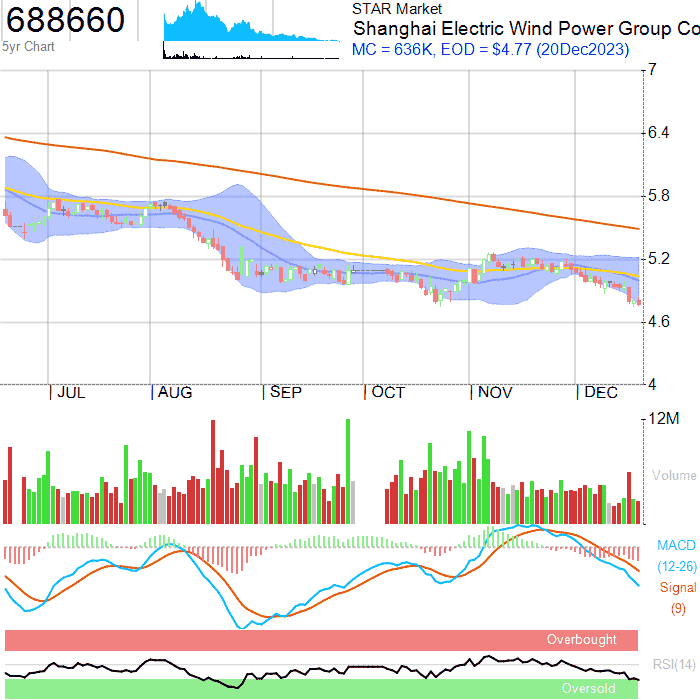 688660
5yr Chart
STAR Market
Shanghai Electric Wind Power Group Co
MC = 636K, EOD = $4.77 (20Dec2023)
7
6.4
5.8
5.2
4.6
4
JUL
AUG
SEP
OCT
NOV
DEC
12M
Volume
MACD
(12-26)
Signal
(9)
Overbought
RSI(14)
Oversold